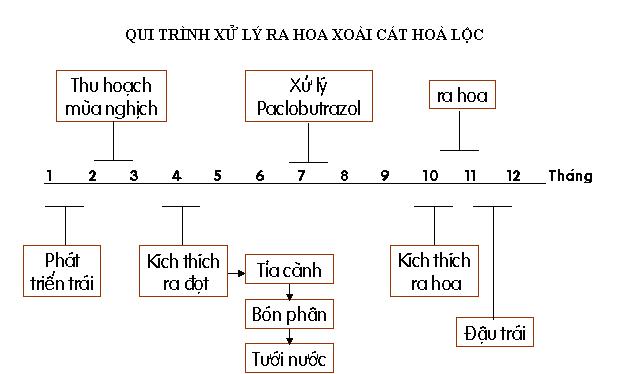 QUI TRÌNH XỬ LÝ RA HOA XOÀI CÁT HOÀ LỘC
Thu hoạch
mùa nghịch
Xử lý
Paclobutrazol
ra hoa
1 2 3 4 5 6 7 8 9 10 11 12 Tháng
Phát
triển trái
Kích thích
ra đọt
Tỉa cành
Bón phân
Tưới nước
Kích thích
ra hoa
Đậu trái